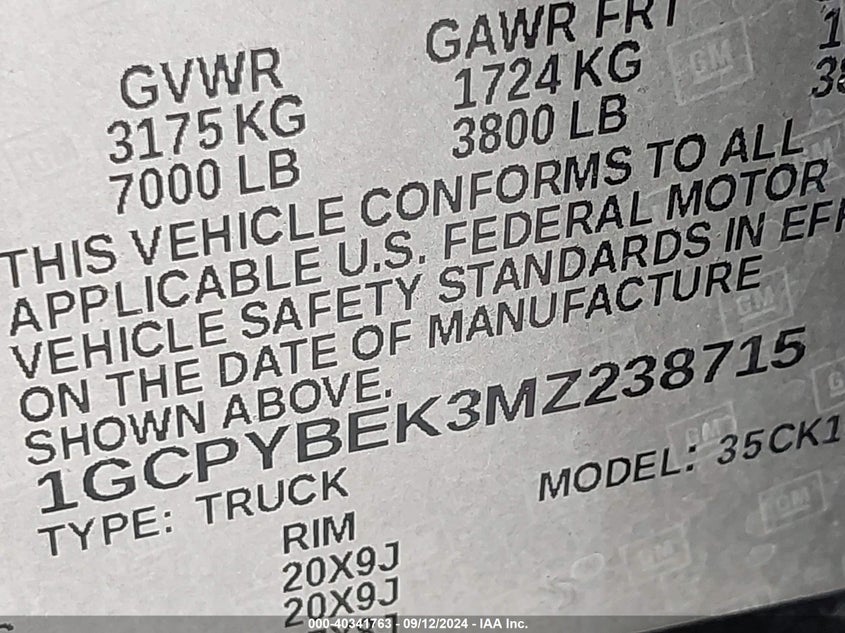 GVWR GAWR FRT
3175 KG 1724 KG
7000 LB 3800 LB
THIS VEHICLE CONFORMS TO ALL
APPLICABLE U.S. FEDERAL MOTOR
VEHICLE SAFETY STANDARDS IN EFF
ON THE DATE OF MANUFACTURE
SHOWN ABOVE.
1GCPYBEK3MZ238715
TYPE: TRUCK MODEL: 35CK1
RIM
20X9J
20X9J
GM
000-40341763 - 09/12/2024 - IAA Inc.